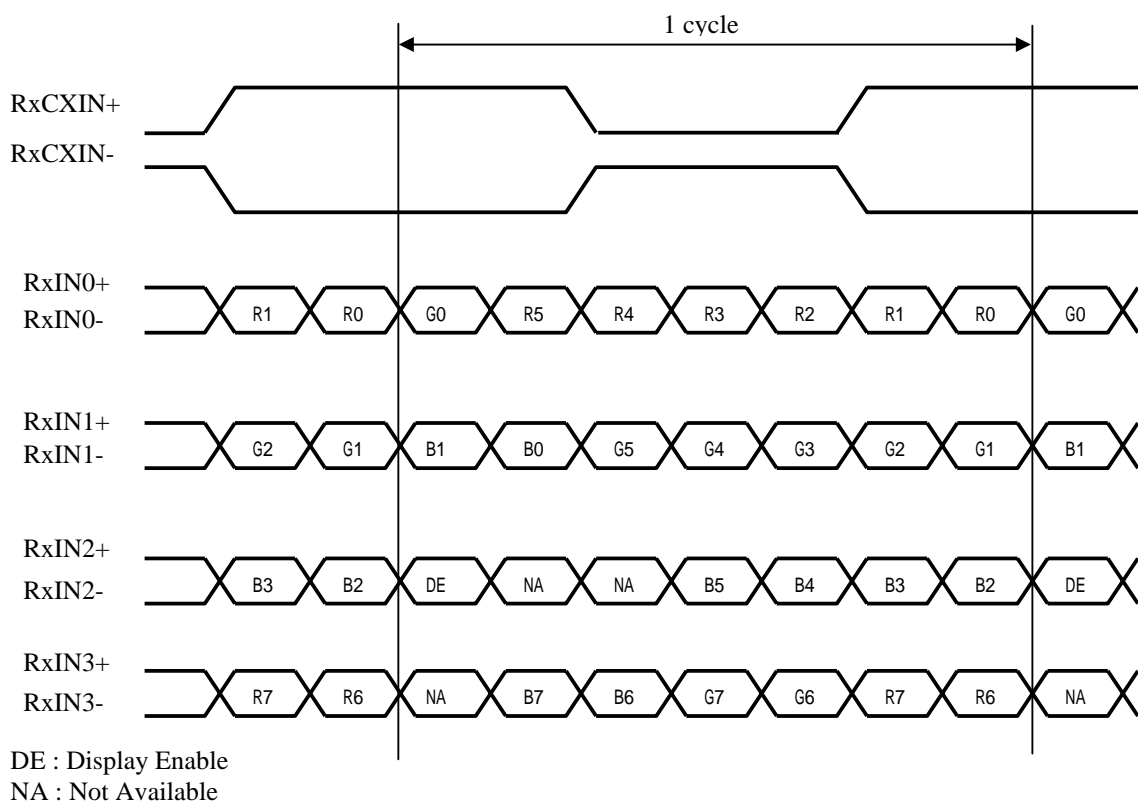 1 cycle
RxCXIN+
RxCXIN-
RxIN0+
RxIN0-
R1 R0 G0 R5 R4 R3 R2 R1 R0 G0
RxIN1+
RxIN1-
G2 G1 B1 B0 G5 G4 G3 G2 G1 B1
RxIN2+
RxIN2-
B3 B2 DE NA NA B5 B4 B3 B2 DE
RxIN3+
RxIN3-
R7 R6 NA B7 B6 G7 G6 R7 R6 NA
DE : Display Enable
NA : Not Available